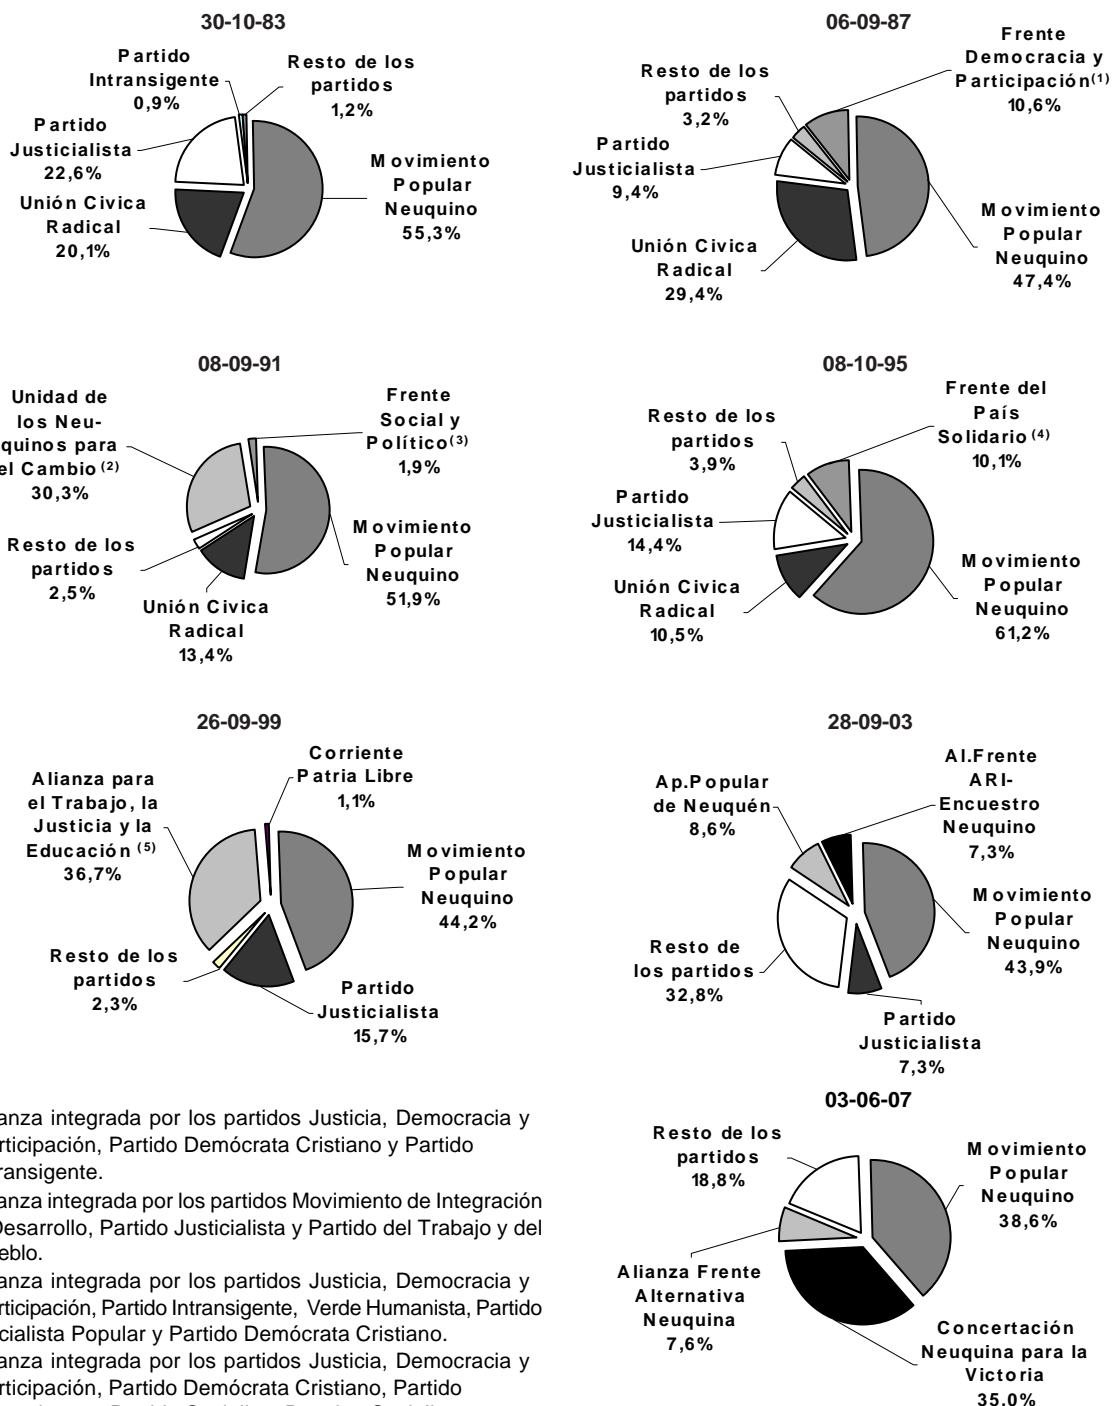 30-10-83
Partido
Intransigente
0,9%
Resto de los
partidos
1,2%
Partido
Justicialista
22,6%
Unión Civica
Radical
20,1%
Movimiento
Popular
Neuquino
55,3%
06-09-87
Frente
Democracia y
Participación(1)
10,6%
Resto de los
partidos
3,2%
Partido
Justicialista
9,4%
Unión Civica
Radical
29,4%
Movimiento
Popular
Neuquino
47,4%
08-09-91
Unidad de
los Neu-
quinos para
el Cambio (2)
30,3%
Frente
Social y
Político(3)
1,9%
Resto de los
partidos
2,5%
Unión Civica
Radical
13,4%
Movimiento
Popular
Neuquino
51,9%
08-10-95
Frente del
País
Solidario (4)
10,1%
Resto de los
partidos
3,9%
Partido
Justicialista
14,4%
Unión Civica
Radical
10,5%
Movimiento
Popular
Neuquino
61,2%
26-09-99
Corriente
Patria Libre
1,1%
Alianza para
el Trabajo, la
Justicia y la
Educación (5)
36,7%
Movimiento
Popular
Neuquino
44,2%
Resto de los
partidos
2,3%
Partido
Justicialista
15,7%
28-09-03
Al.Frente
ARI-
Encuestro
Neuquino
7,3%
Ap.Popular
de Neuquén
8,6%
Movimiento
Popular
Neuquino
43,9%
Resto de
los partidos
32,8%
Partido
Justicialista
7,3%
03-06-07
Resto de los
partidos
18,8%
Movimiento
Popular
Neuquino
38,6%
Alianza Frente
Alternativa
Neuquina
7,6%
Concertación
Neuquina para la
Victoria
35,0%
anza integrada por los partidos Justicia, Democracia y
rticipación, Partido Demócrata Cristiano y Partido
ransigente.
anza integrada por los partidos Movimiento de Integración
Desarrollo, Partido Justicialista y Partido del Trabajo y del
eblo.
anza integrada por los partidos Justicia, Democracia y
rticipación, Partido Intransigente, Verde Humanista, Partido
cialista Popular y Partido Demócrata Cristiano.
anza integrada por los partidos Justicia, Democracia y
rticipación, Partido Demócrata Cristiano, Partido